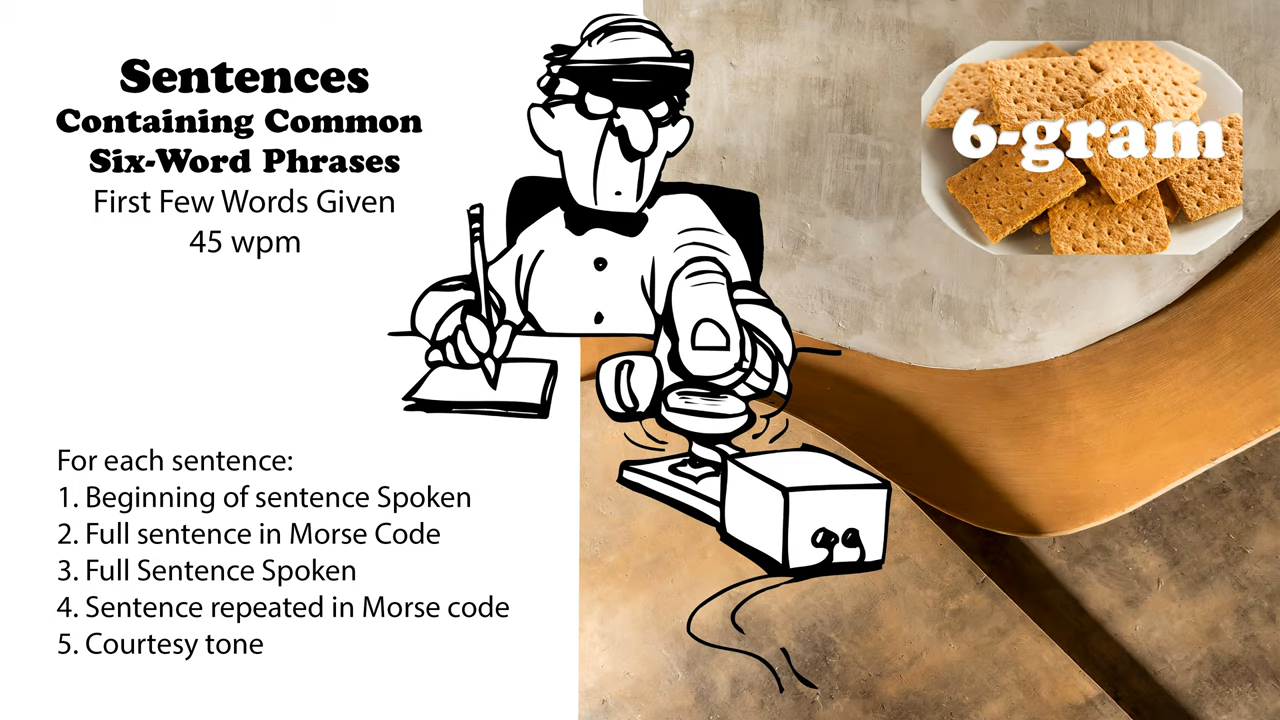 Sentences
Containing Common
Six-Word Phrases
First Few Words Given
45 wpm
6-gram
For each sentence:
1. Beginning of sentence Spoken
2. Full sentence in Morse Code
3. Full Sentence Spoken
4. Sentence repeated in Morse code
5. Courtesy tone